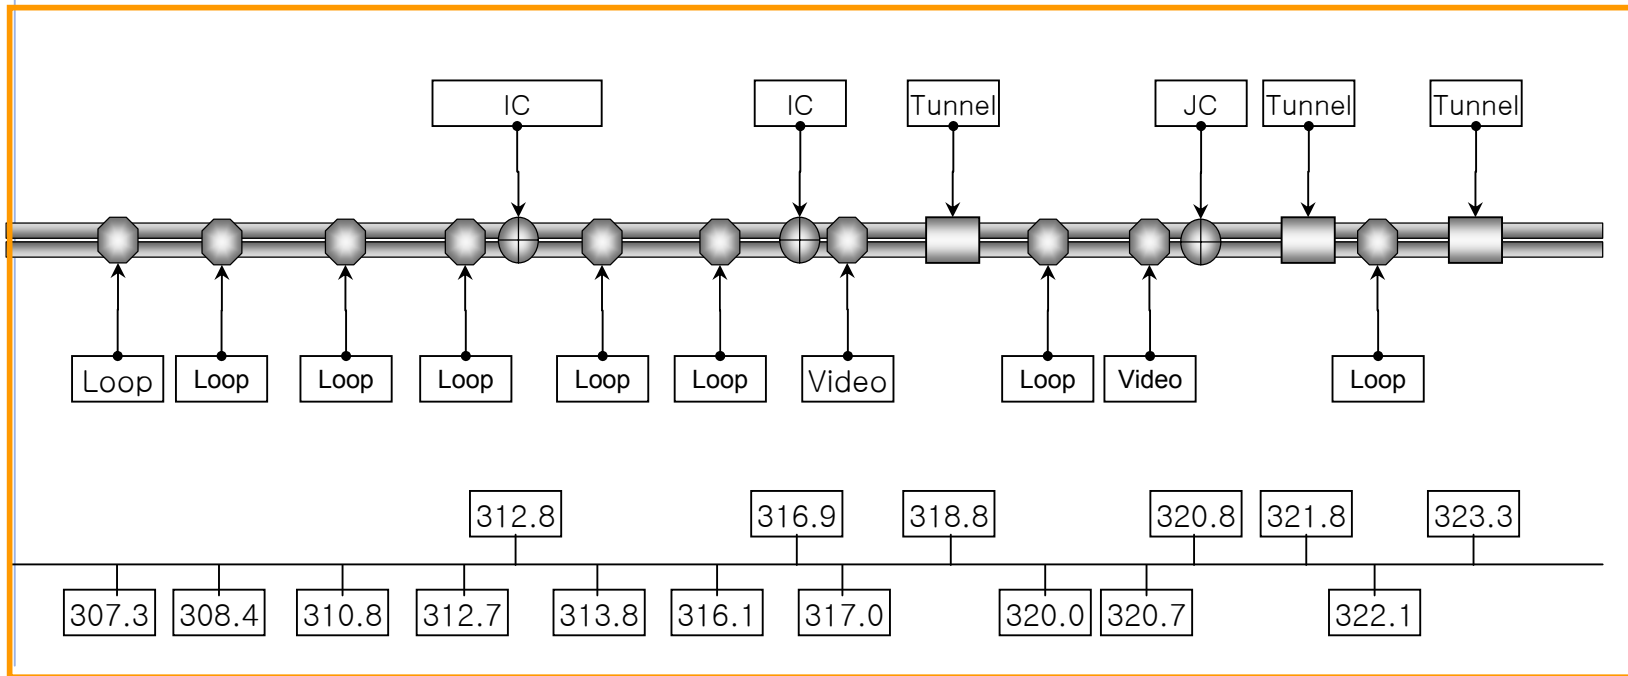 IC
IC
Tunnel
JC
Tunnel
Tunnel
Loop
Loop
Loop
Loop
Loop
Loop
Video
Loop
Video
Loop
312.8
316.9
318.8
320.8
321.8
323.3
307.3
308.4
310.8
312.7
313.8
316.1
317.0
320.0
320.7
322.1